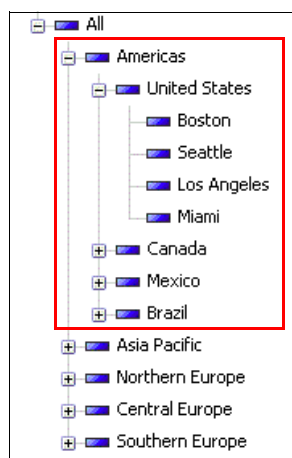 All
Americas
United States
Boston
Seattle
Los Angeles
Miami
Canada
Mexico
Brazil
Asia Pacific
Northern Europe
Central Europe
Southern Europe